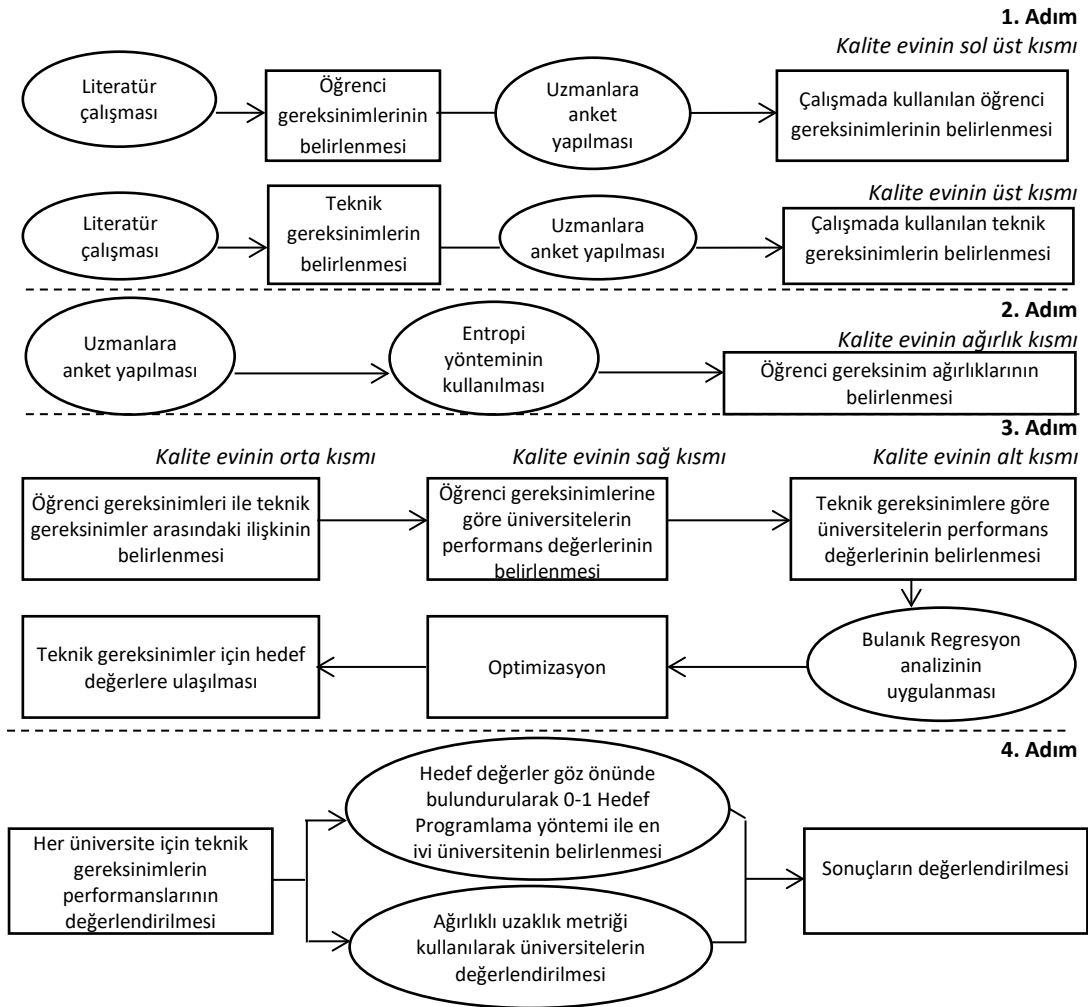 1. Adım
Kalite evinin sol üst kısmı
Literatür
çalışması
Öğrenci
gereksinimlerinin
belirlenmesi
Uzmanlara
anket
yapılması
Çalışmada kullanılan öğrenci
gereksinimlerinin belirlenmesi
Kalite evinin üst kısmı
Literatür
çalışması
Teknik
gereksinimlerin
belirlenmesi
Uzmanlara
anket yapılması
Çalışmada kullanılan teknik
gereksinimlerin belirlenmesi
2. Adım
Kalite evinin ağırlık kısmı
Uzmanlara
anket yapılması
Entropi
yönteminin
kullanılması
Öğrenci gereksinim ağırlıklarının
belirlenmesi
3. Adım
Kalite evinin orta kısmı
Kalite evinin sağ kısmı
Kalite evinin alt kısmı
Öğrenci gereksinimleri ile teknik
gereksinimler arasındaki ilişkinin
belirlenmesi
Öğrenci gereksinimlerine
göre üniversitelerin
performans değerlerinin
belirlenmesi
Teknik gereksinimlere göre
üniversitelerin performans
değerlerinin belirlenmesi
Teknik gereksinimler için hedef
değerlere ulaşılması
Optimizasyon
Bulanık Regresyon
analizinin
uygulanması
4. Adım
Her üniversite için teknik
gereksinimlerin
performanslarının
değerlendirilmesi
Hedef değerler göz önünde
bulundurularak 0-1 Hedef
Programlama yöntemi ile en
ivi üniversitenin belirlenmesi
Ağırlıklı uzaklık metriği
kullanılarak üniversitelerin
değerlendirilmesi
Sonuçların değerlendirilmesi